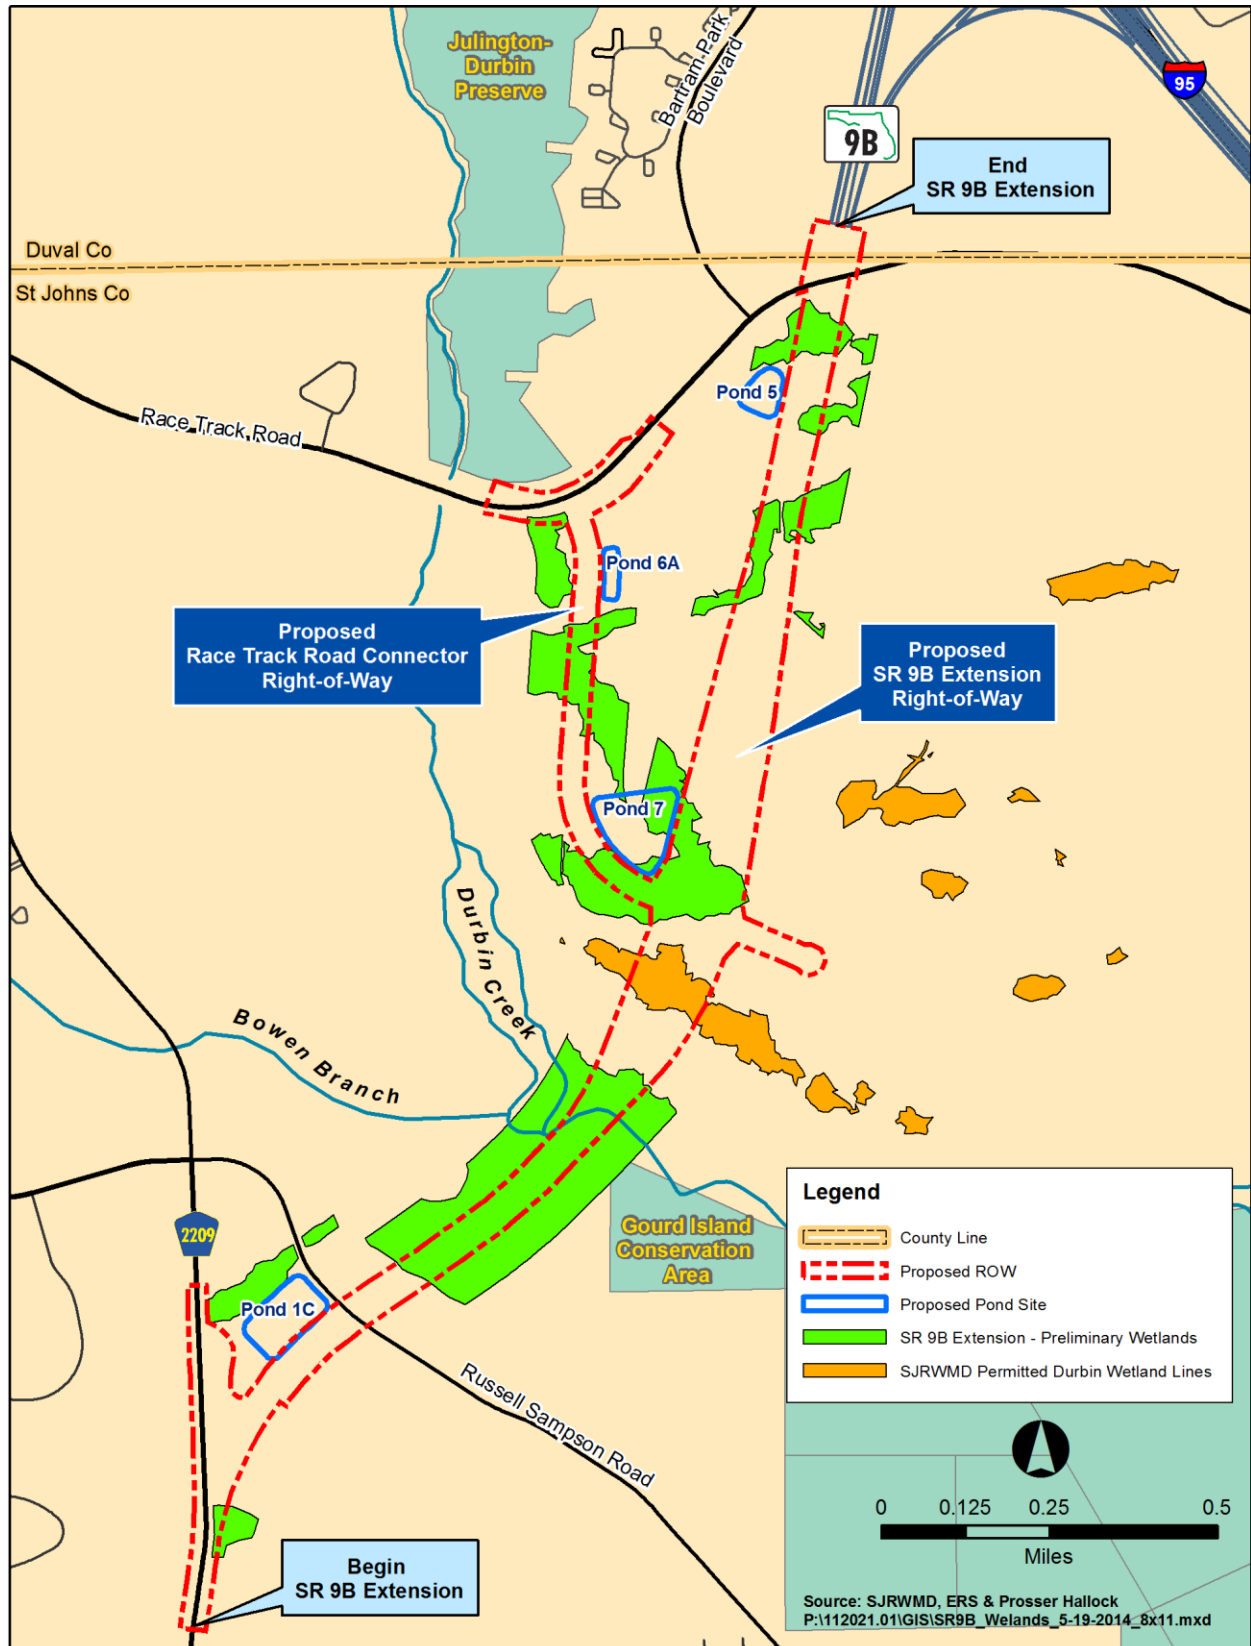 Julington-
Durbin
Preserve
Bartram-Park
Boulevard
95
9B
End
SR 9B Extension
Duval Co
St Johns Co
Pond 5
Race Track Road
Pond 6A
Proposed
Race Track Road Connector
Right-of-Way
Proposed
SR 9B Extension
Right-of-Way
Pond 7
Durbin Creek
Bowen Branch
2209
Gourd Island
Conservation
Area
Pond 1C
Russell Sampson Road
Begin
SR 9B Extension
Legend
County Line
Proposed ROW
Proposed Pond Site
SR 9B Extension - Preliminary Wetlands
SJRWMD Permitted Durbin Wetland Lines
0 0.125 0.25 0.5
Miles
Source: SJRWMD, ERS & Prosser Hallock
P:\112021.01\GIS\SR9B_Welands_5-19-2014_8x11.mxd